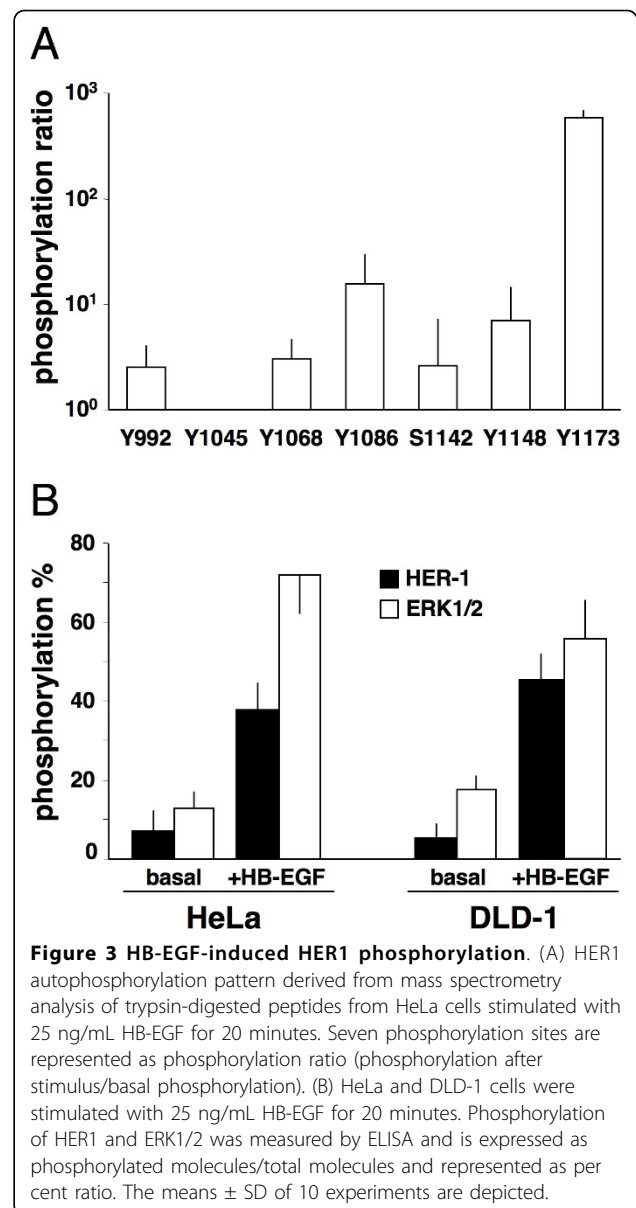 A
phosphorylation ratio
10³
10²
10¹
10⁰
Y992 Y1045 Y1068 Y1086 S1142 Y1148 Y1173
B
phosphorylation %
80
60
40
20
0
HER-1
ERK1/2
basal +HB-EGF basal +HB-EGF
HeLa DLD-1
Figure 3 HB-EGF-induced HER1 phosphorylation. (A) HER1
autophosphorylation pattern derived from mass spectrometry
analysis of trypsin-digested peptides from HeLa cells stimulated with
25 ng/mL HB-EGF for 20 minutes. Seven phosphorylation sites are
represented as phosphorylation ratio (phosphorylation after
stimulus/basal phosphorylation). (B) HeLa and DLD-1 cells were
stimulated with 25 ng/mL HB-EGF for 20 minutes. Phosphorylation
of HER1 and ERK1/2 was measured by ELISA and is expressed as
phosphorylated molecules/total molecules and represented as per
cent ratio. The means ± SD of 10 experiments are depicted.